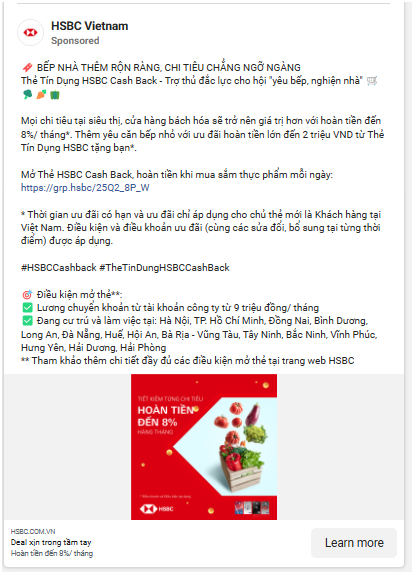 HSBC Vietnam
Sponsored
BẾP NHÀ THÊM RỘN RÀNG, CHI TIÊU CHẲNG NGỠ NGÀNG
Thẻ Tín Dụng HSBC Cash Back - Trợ thủ đắc lực cho hội "yêu bếp, nghiện nhà" 🛒
🥦🥕💵
Mọi chi tiêu tại siêu thị, cửa hàng bách hóa sẽ trở nên giá trị hơn với hoàn tiền đến
8%/ tháng*. Thêm yêu căn bếp nhỏ với ưu đãi hoàn tiền lớn đến 2 triệu VND từ Thẻ
Tín Dụng HSBC tặng bạn*.
Mở Thẻ HSBC Cash Back, hoàn tiền khi mua sắm thực phẩm mỗi ngày:
https://grp.hsbc/25Q2_8P_W
* Thời gian ưu đãi có hạn và ưu đãi chỉ áp dụng cho chủ thẻ mới là Khách hàng tại
Việt Nam. Điều kiện và điều khoản ưu đãi (cùng các sửa đổi, bổ sung tại từng thời
điểm) được áp dụng.
#HSBCCashback #TheTinDungHSBCCashBack
🎯 Điều kiện mở thẻ**:
✅ Lương chuyển khoản từ tài khoản công ty từ 9 triệu đồng/ tháng
✅ Đang cư trú và làm việc tại: Hà Nội, TP. Hồ Chí Minh, Đồng Nai, Bình Dương,
Long An, Đà Nẵng, Huế, Hội An, Bà Rịa - Vũng Tàu, Tây Ninh, Bắc Ninh, Vĩnh Phúc,
Hưng Yên, Hải Dương, Hải Phòng
** Tham khảo thêm chi tiết đầy đủ các điều kiện mở thẻ tại trang web HSBC
TIẾT KIỆM TỪNG CHI TIÊU
HOÀN TIỀN
ĐẾN 8%
HÀNG THÁNG
HSBC
HSBC.COM.VN
Deal xịn trong tầm tay
Hoàn tiền đến 8%/ tháng
Learn more